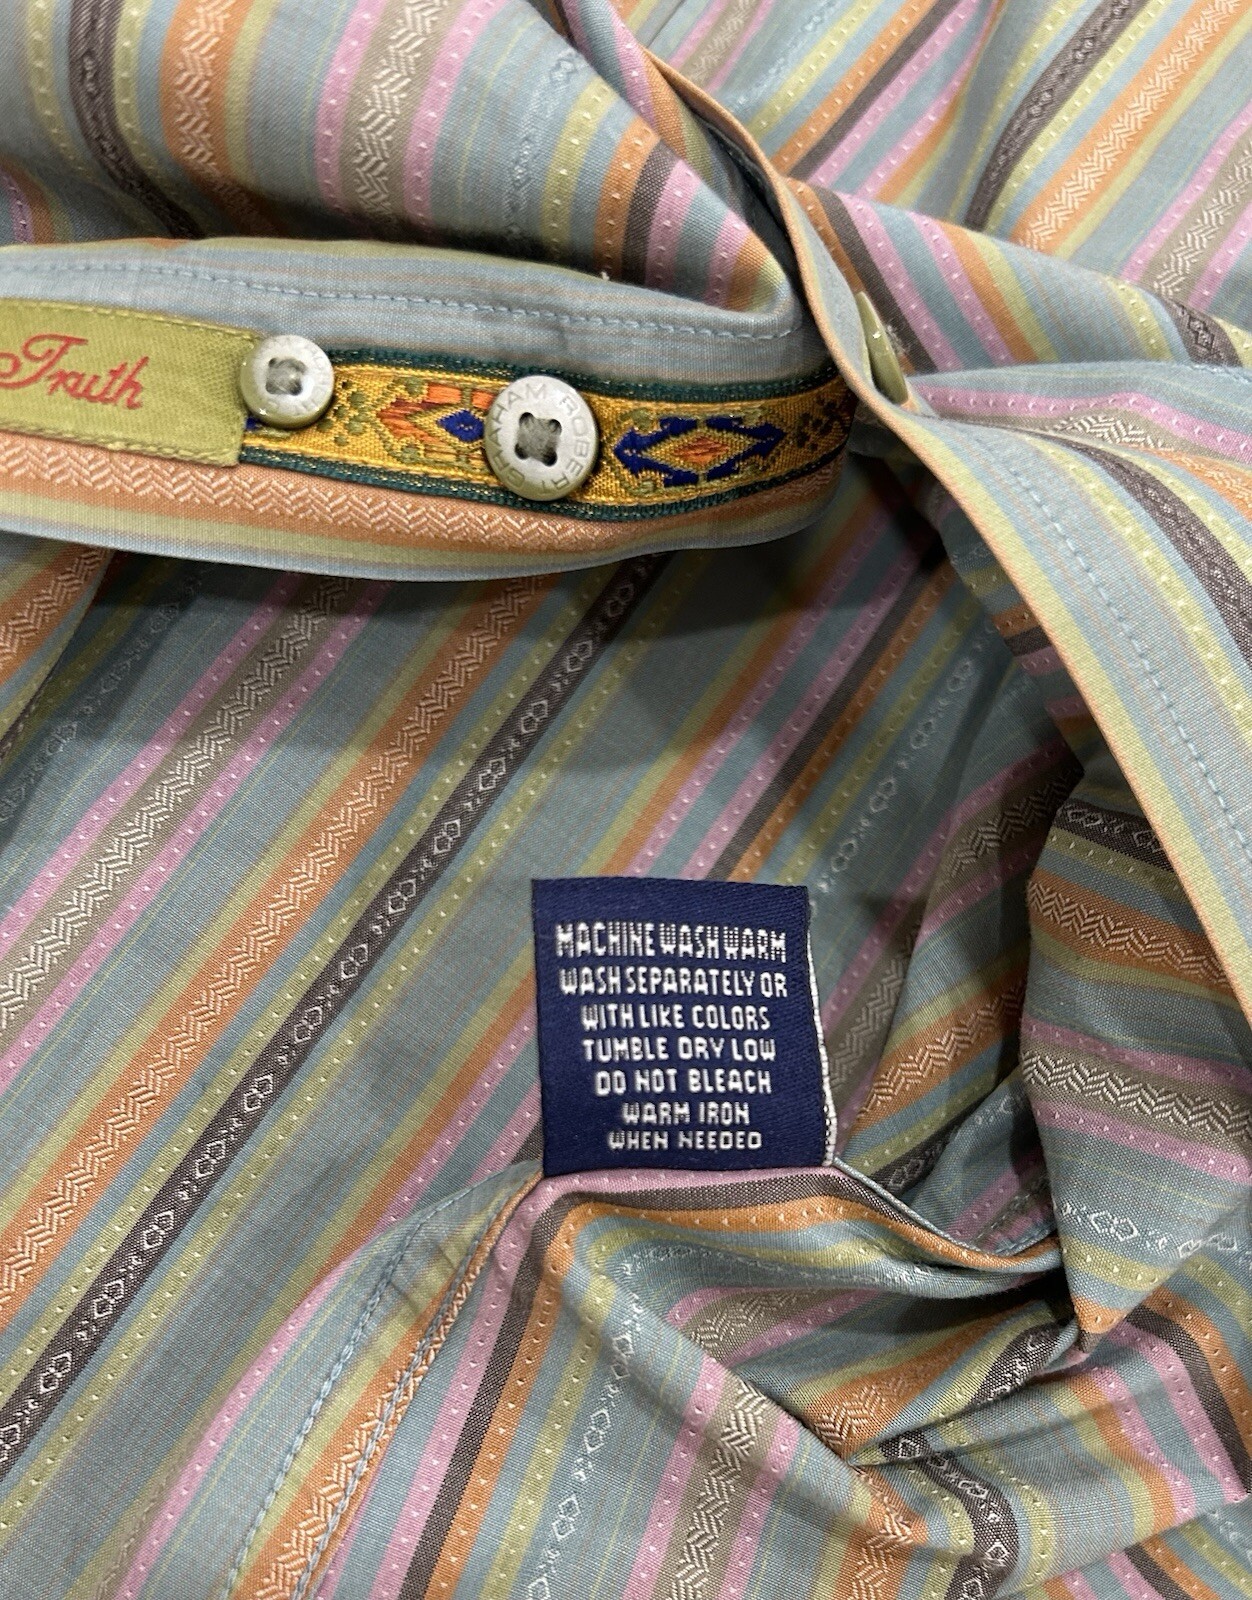 Truth
GRAHAM ROBERT
MACHINE WASH WARM
WASH SEPARATELY OR
WITH LIKE COLORS
TUMBLE DRY LOW
DO NOT BLEACH
WARM IRON
WHEN NEEDED